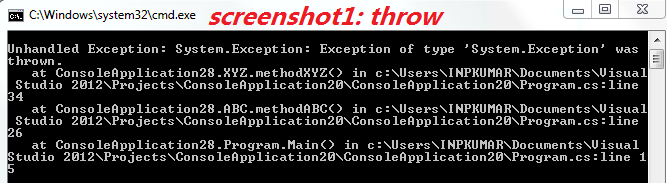 C:\Windows\system32\cmd.exe
screenshot1: throw
Unhandled Exception: System.Exception: Exception of type 'System.Exception' was
thrown.
   at ConsoleApplication28.XYZ.methodXYZ() in c:\Users\INPKUMAR\Documents\Visual
 Studio 2012\Projects\ConsoleApplication20\ConsoleApplication20\Program.cs:line
34
   at ConsoleApplication28.ABC.methodABC() in c:\Users\INPKUMAR\Documents\Visual
 Studio 2012\Projects\ConsoleApplication20\ConsoleApplication20\Program.cs:line
26
   at ConsoleApplication28.Program.Main() in c:\Users\INPKUMAR\Documents\Visual
Studio 2012\Projects\ConsoleApplication20\ConsoleApplication20\Program.cs:line 1
5